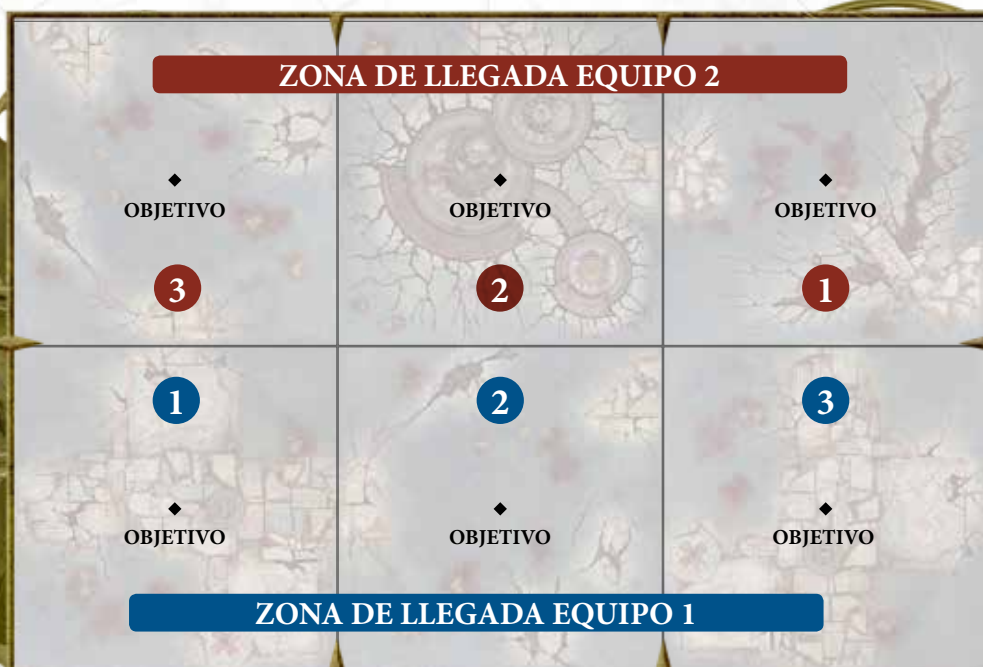 ZONA DE LLEGADA EQUIPO 2
OBJETIVO
OBJETIVO
OBJETIVO
3
2
1
1
2
3
OBJETIVO
OBJETIVO
OBJETIVO
ZONA DE LLEGADA EQUIPO 1